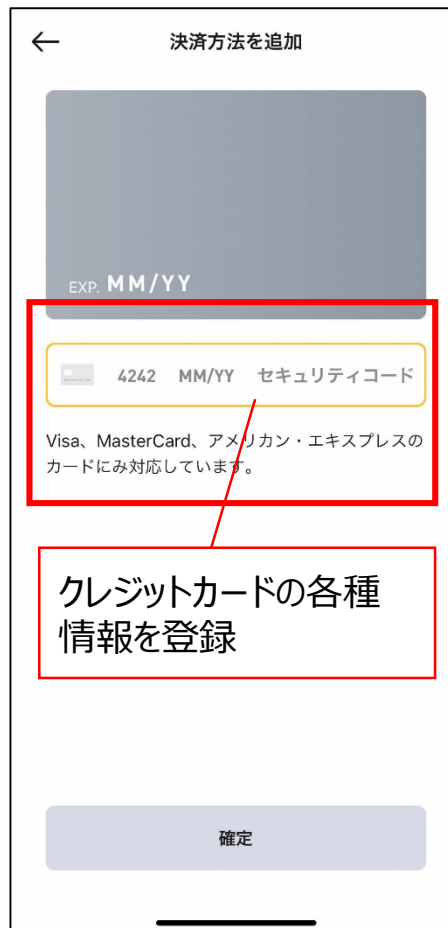 決済方法を追加
EXP. MM/YY
4242 MM/YY セキュリティコード
Visa、MasterCard、アメリカン・エキスプレスの
カードにみ対応しています。
クレジットカードの各種
情報を登録
確定